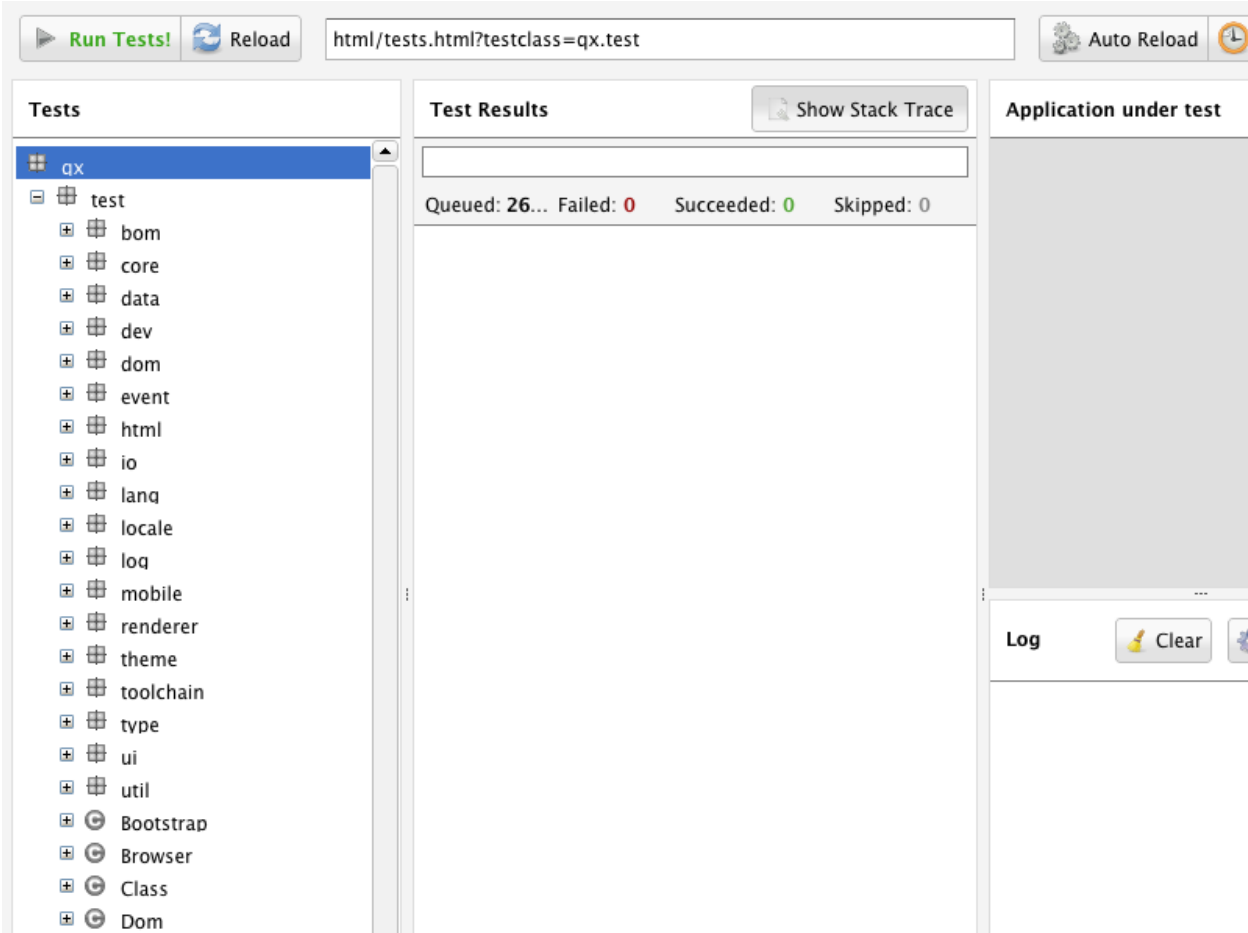 Run Tests! Reload html/tests.html?testclass=qx.test Auto Reload
Tests
Test Results Show Stack Trace
Application under test
qx
test
bom
core
data
dev
dom
event
html
io
lang
locale
log
mobile
renderer
theme
toolchain
type
ui
util
Bootstrap
Browser
Class
Dom
Queued: 26... Failed: 0 Succeeded: 0 Skipped: 0
Log Clear